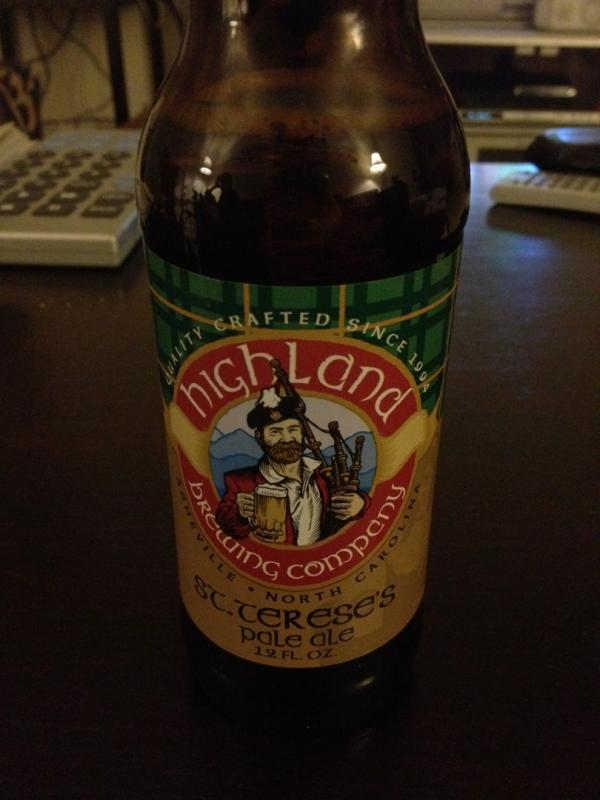 QUALITY CRAFTED SINCE 1994
highland
brewing company
ASHEVILLE • NORTH CAROLINA
ST. TERESE'S
pale ale
12 FL. OZ.